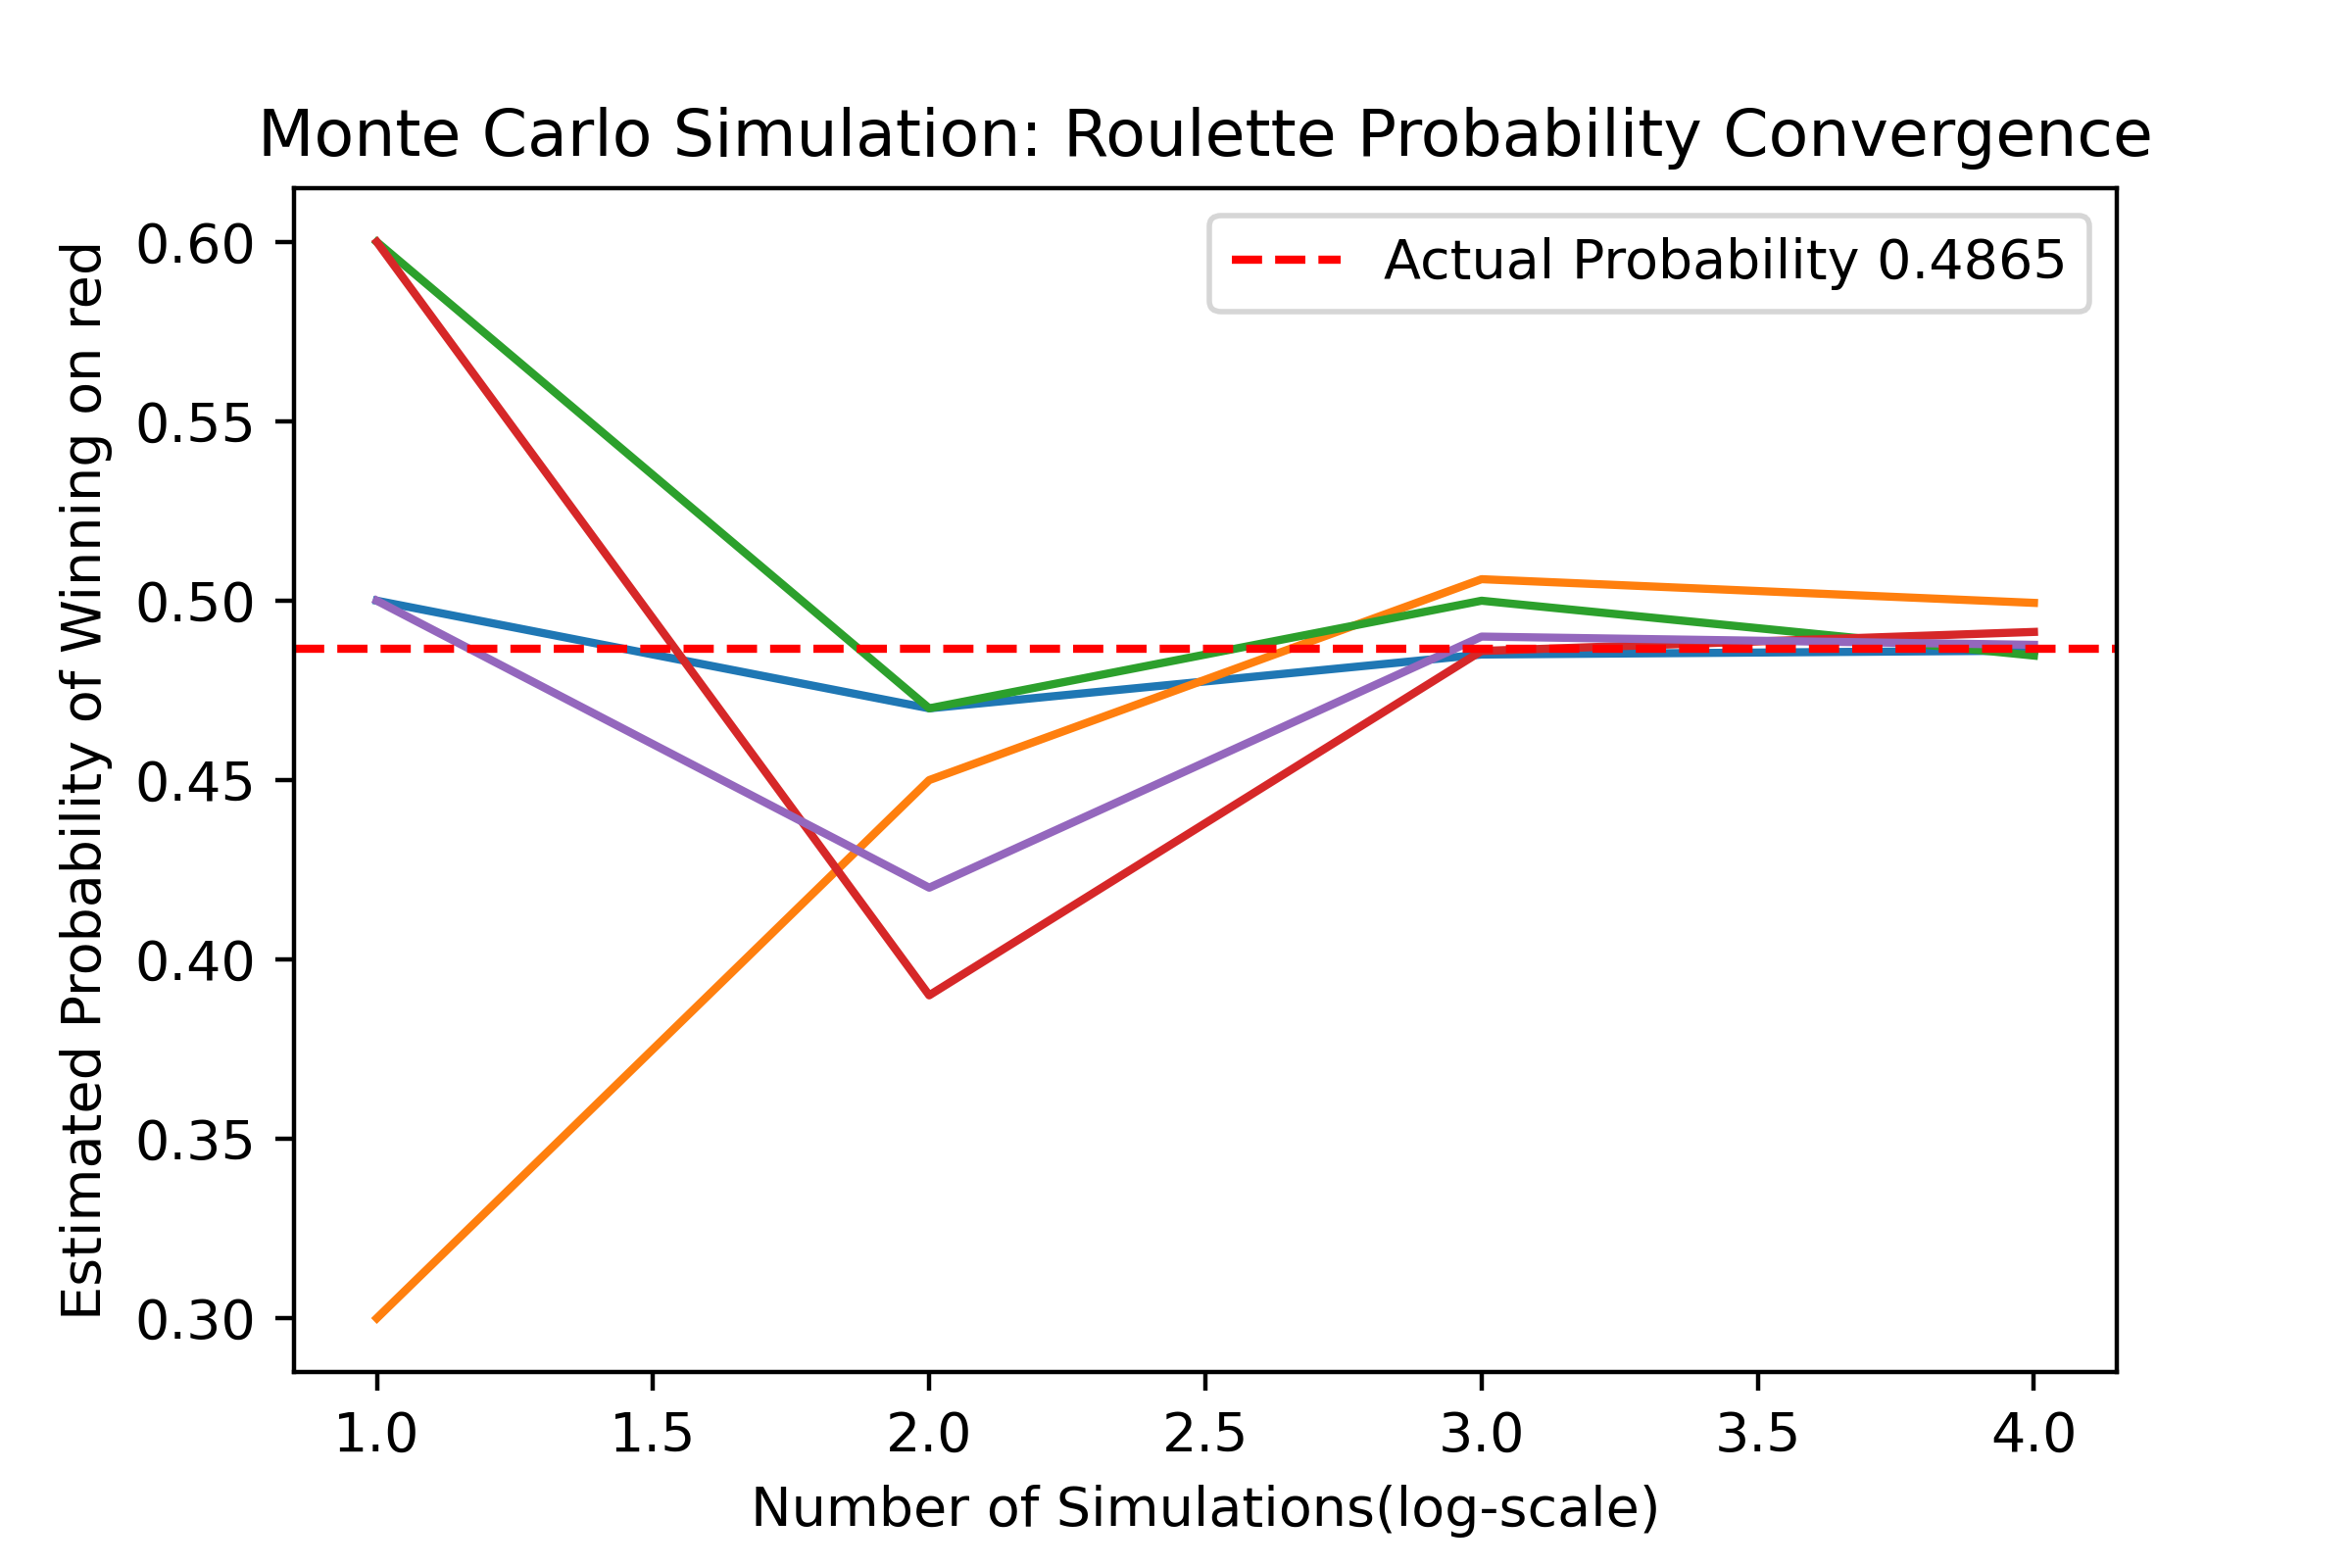 Monte Carlo Simulation: Roulette Probability Convergence
Actual Probability 0.4865
Estimated Probability of Winning on red
0.60
0.55
0.50
0.45
0.40
0.35
0.30
1.0 1.5 2.0 2.5 3.0 3.5 4.0
Number of Simulations(log-scale)